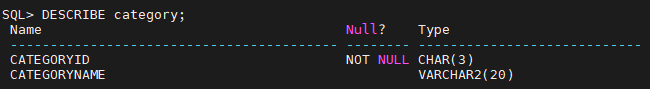 SQL> DESCRIBE category;
Name Null? Type
----------------------------------------- -------- ----------------------------
CATEGORYID NOT NULL CHAR(3)
CATEGORYNAME VARCHAR2(20)